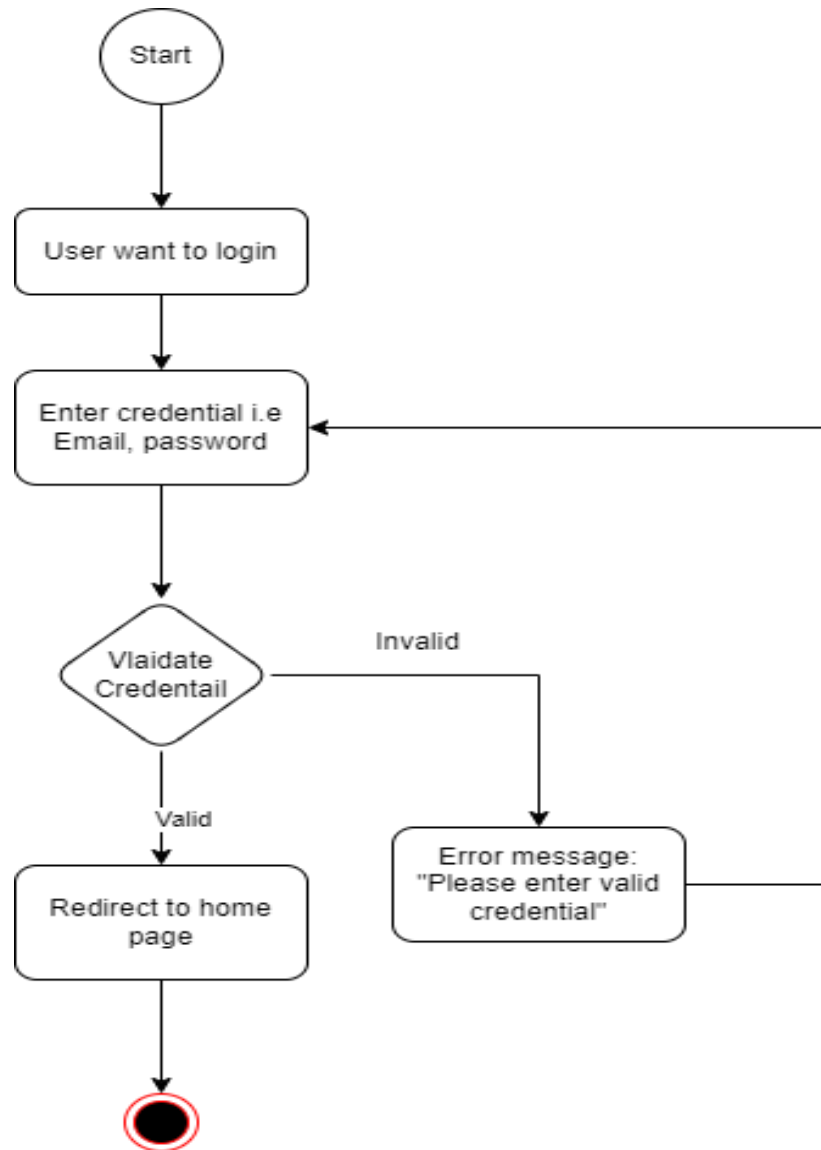 Start
User want to login
Enter credential i.e
Email, password
Vlaidate
Credentail
Invalid
Valid
Error message:
"Please enter valid
credential"
Redirect to home
page